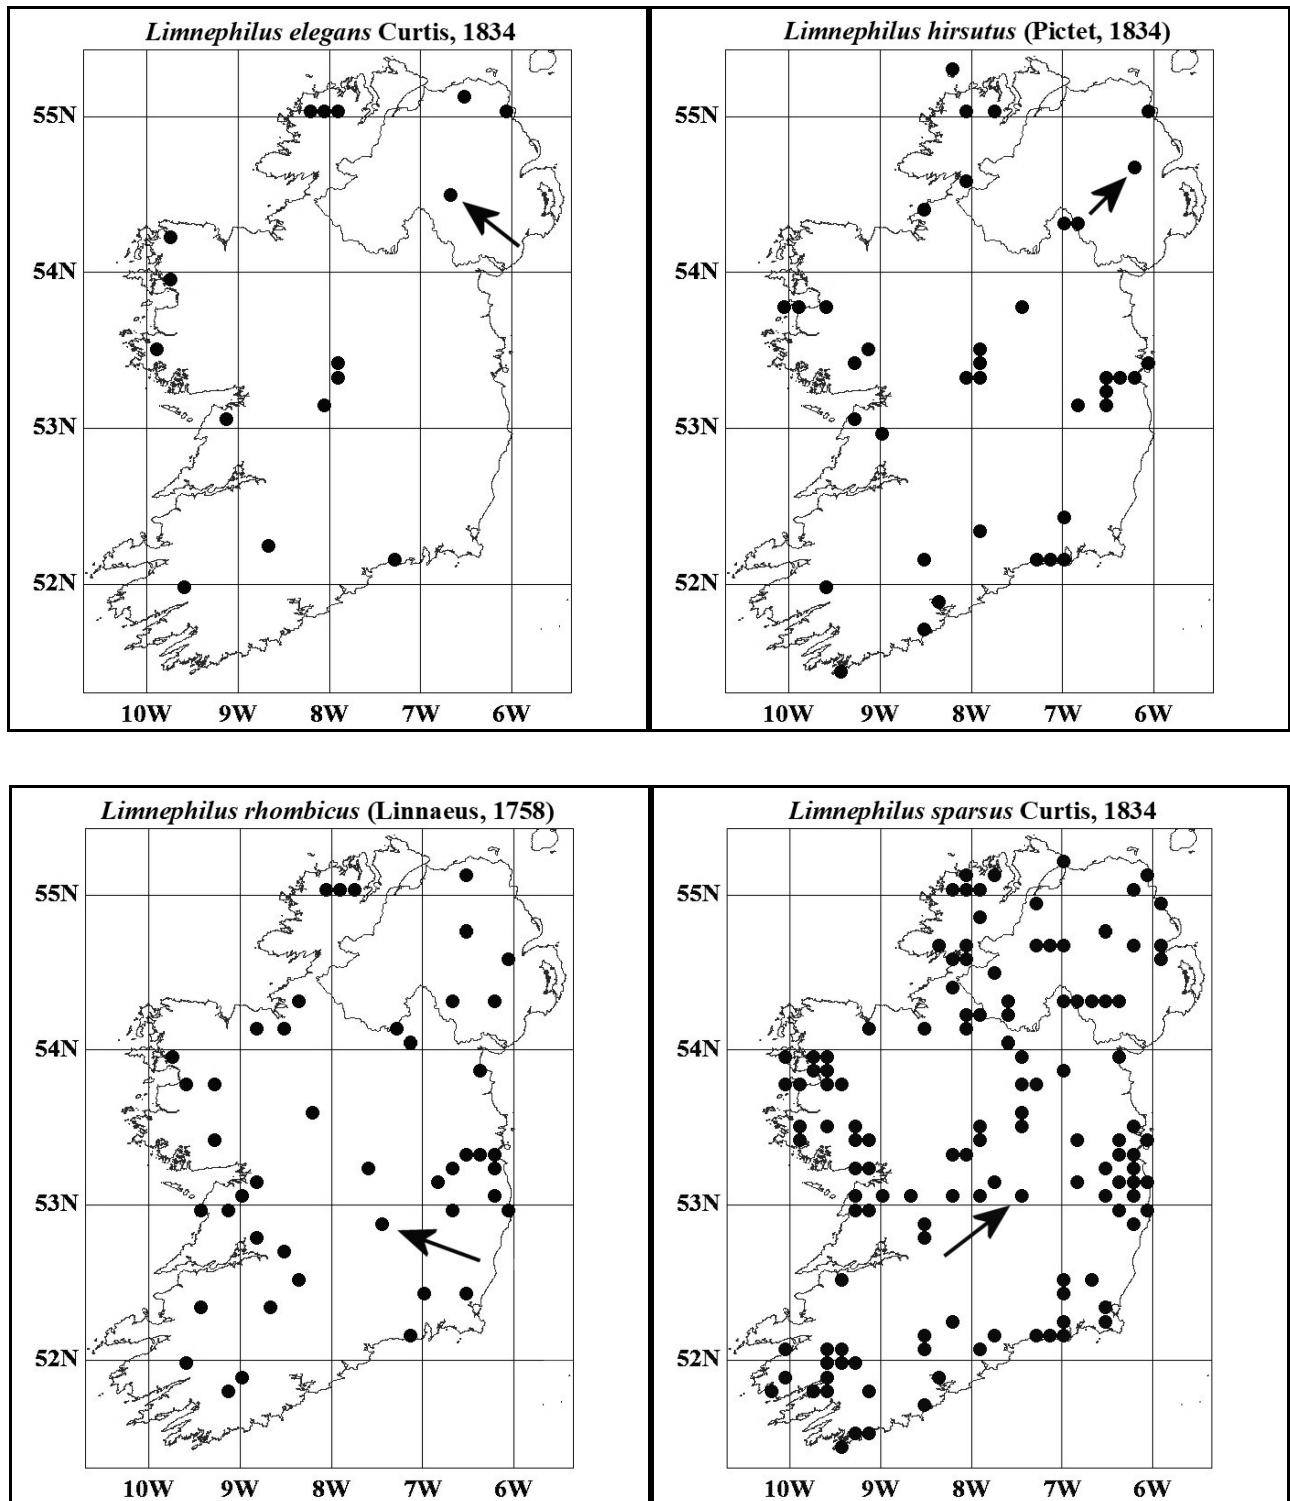 Limnephilus elegans Curtis, 1834
55N
54N
53N
52N
10W 9W 8W 7W 6W
Limnephilus hirsutus (Pictet, 1834)
55N
54N
53N
52N
10W 9W 8W 7W 6W
Limnephilus rhombicus (Linnaeus, 1758)
55N
54N
53N
52N
10W 9W 8W 7W 6W
Limnephilus sparsus Curtis, 1834
55N
54N
53N
52N
10W 9W 8W 7W 6W